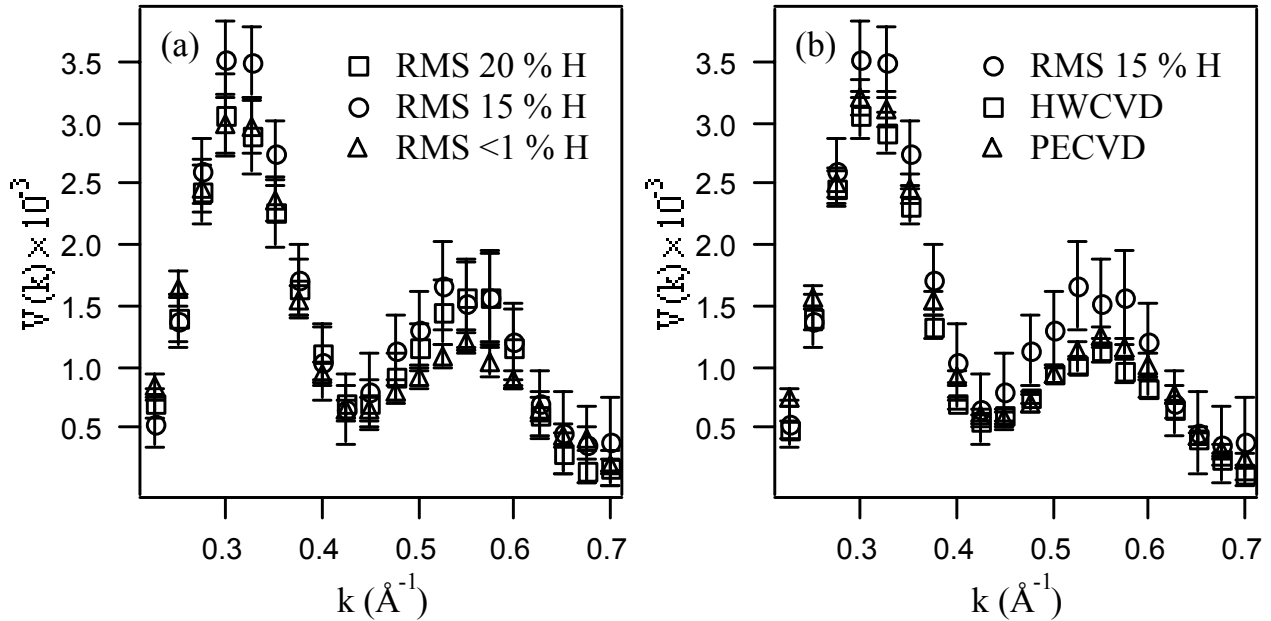 (a)
RMS 20 % H
RMS 15 % H
RMS <1 % H
V(k)×10⁻³
3.5
3.0
2.5
2.0
1.5
1.0
0.5
0.3 0.4 0.5 0.6 0.7
k (Å⁻¹)
(b)
RMS 15 % H
HWCVD
PECVD
V(k)×10⁻³
3.5
3.0
2.5
2.0
1.5
1.0
0.5
0.3 0.4 0.5 0.6 0.7
k (Å⁻¹)